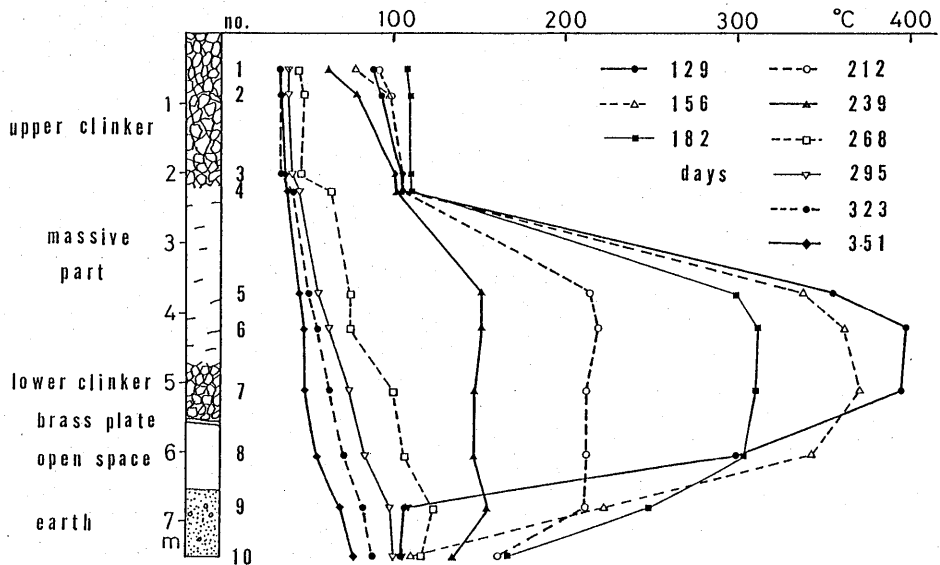 no. 100 200 300 °C 400
1
2
3
4
5
6
7
8
9
10
1
2
3
4
5
6
7
m
upper clinker
massive
part
lower clinker
brass plate
open space
earth
129
156
182
days
212
239
268
295
323
351